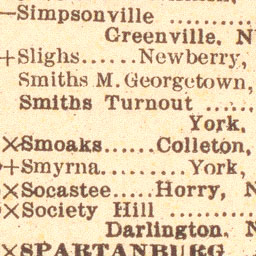 —Simpsonville ........
Greenville, N
+Slighs......Newberry,
Smiths M. Georgetown,
Smiths Turnout ......
York,
×Smoaks......Colleton,
+Smyrna.........York,
×Socastee.....Horry, N
×Society Hill ..........
Darlington, N
×SPARTANBURG